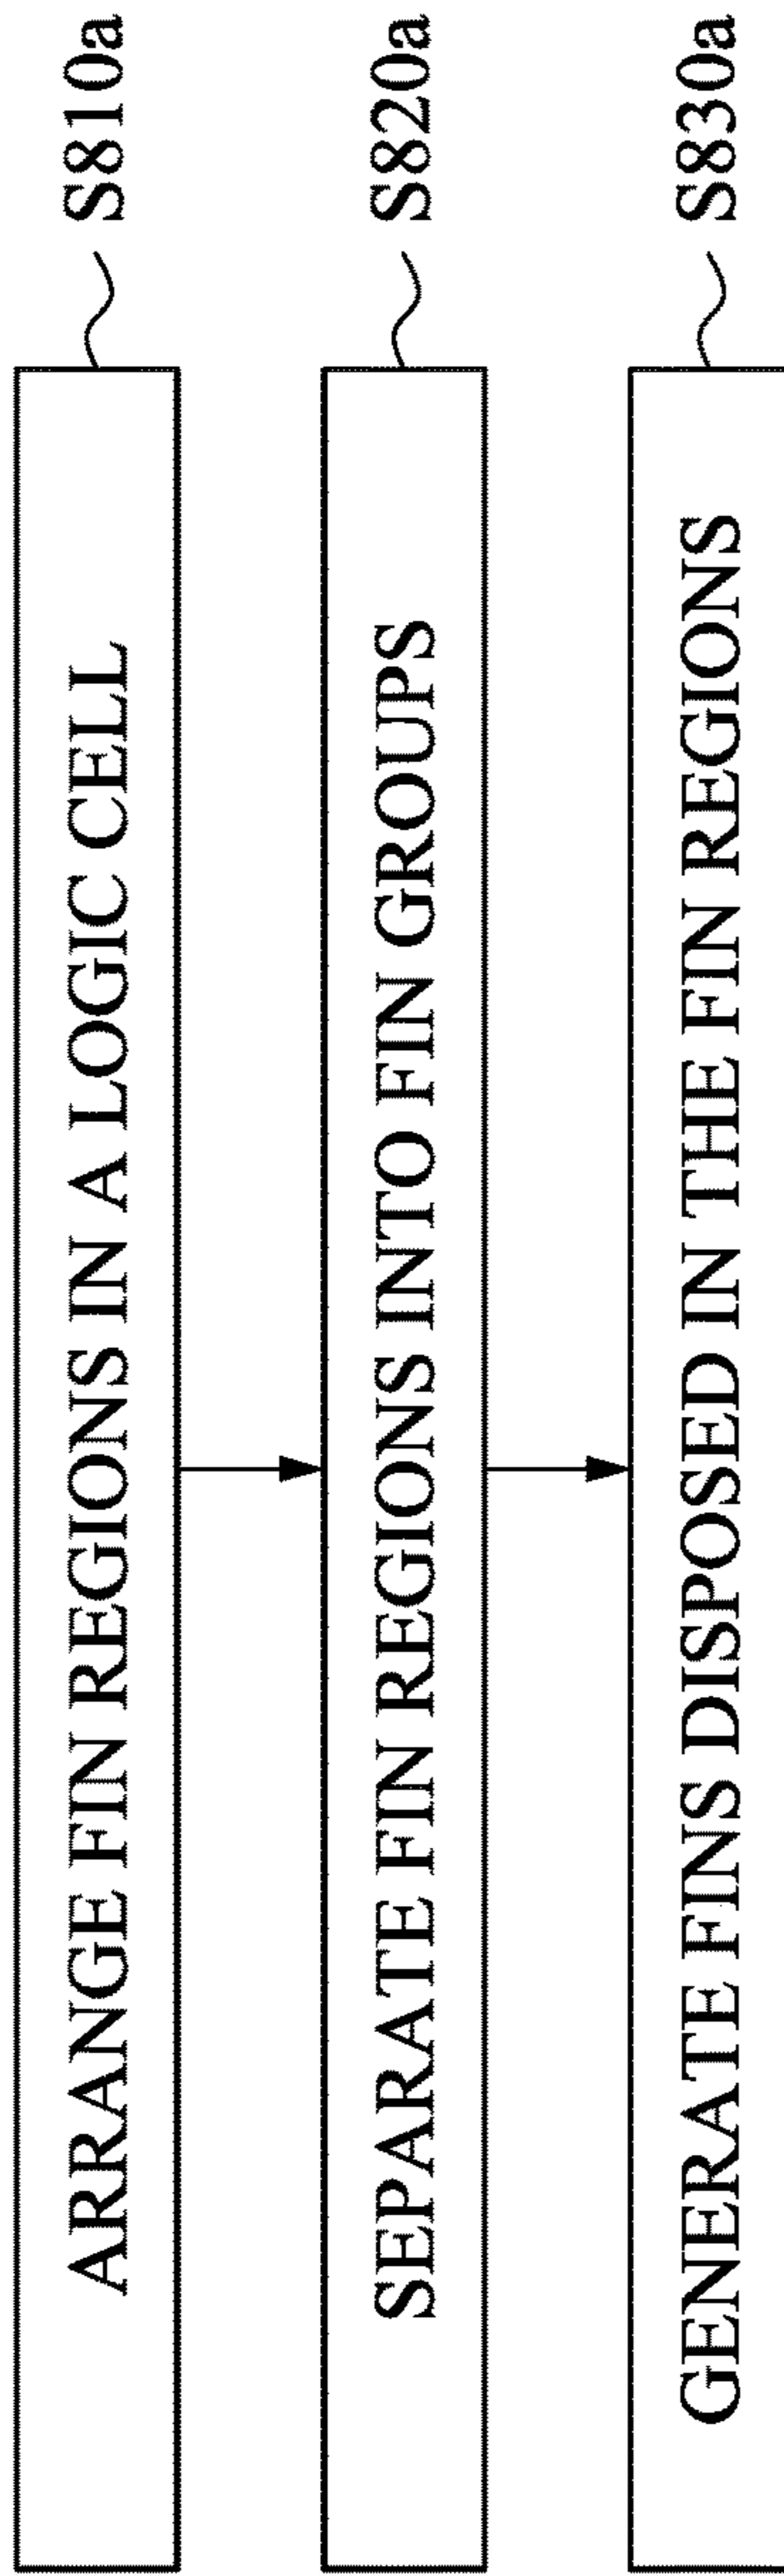 ARRANGE FIN REGIONS IN A LOGIC CELL
S810a
SEPARATE FIN REGIONS INTO FIN GROUPS
S820a
GENERATE FINS DISPOSED IN THE FIN REGIONS
S830a